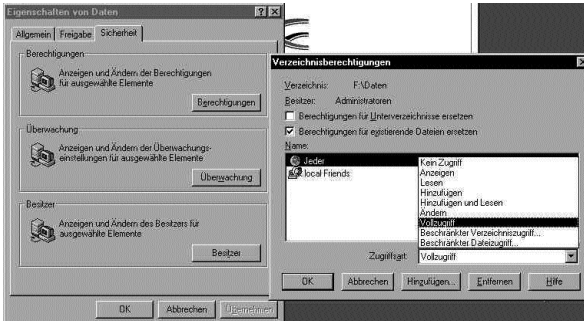 Eigenschaften von Daten
Allgemein
Freigabe
Sicherheit
Berechtigungen
Anzeigen und Ändern der Berechtigungen
für ausgewählte Elemente
Berechtigungen
Überwachung
Anzeigen und Ändern der Überwachungs-
einstellungen für ausgewählte Elemente
Überwachung
Besitzer
Anzeigen und Ändern des Besitzers für
ausgewählte Elemente
Besitzer
OK
Abbrechen
Übernehmen
Verzeichnisberechtigungen
Verzeichnis: F:\Daten
Besitzer: Administratoren
Berechtigungen für Unterverzeichnisse ersetzen
Berechtigungen für existierende Dateien ersetzen
Name:
Jeder
local Friends
Kein Zugriff
Anzeigen
Lesen
Hinzufügen
Hinzufügen und Lesen
Ändern
Vollzugriff
Beschränkter Verzeichniszugriff...
Beschränkter Dateizugriff...
Zugriffsart: Vollzugriff
OK
Abbrechen
Hinzufügen...
Entfernen
Hilfe